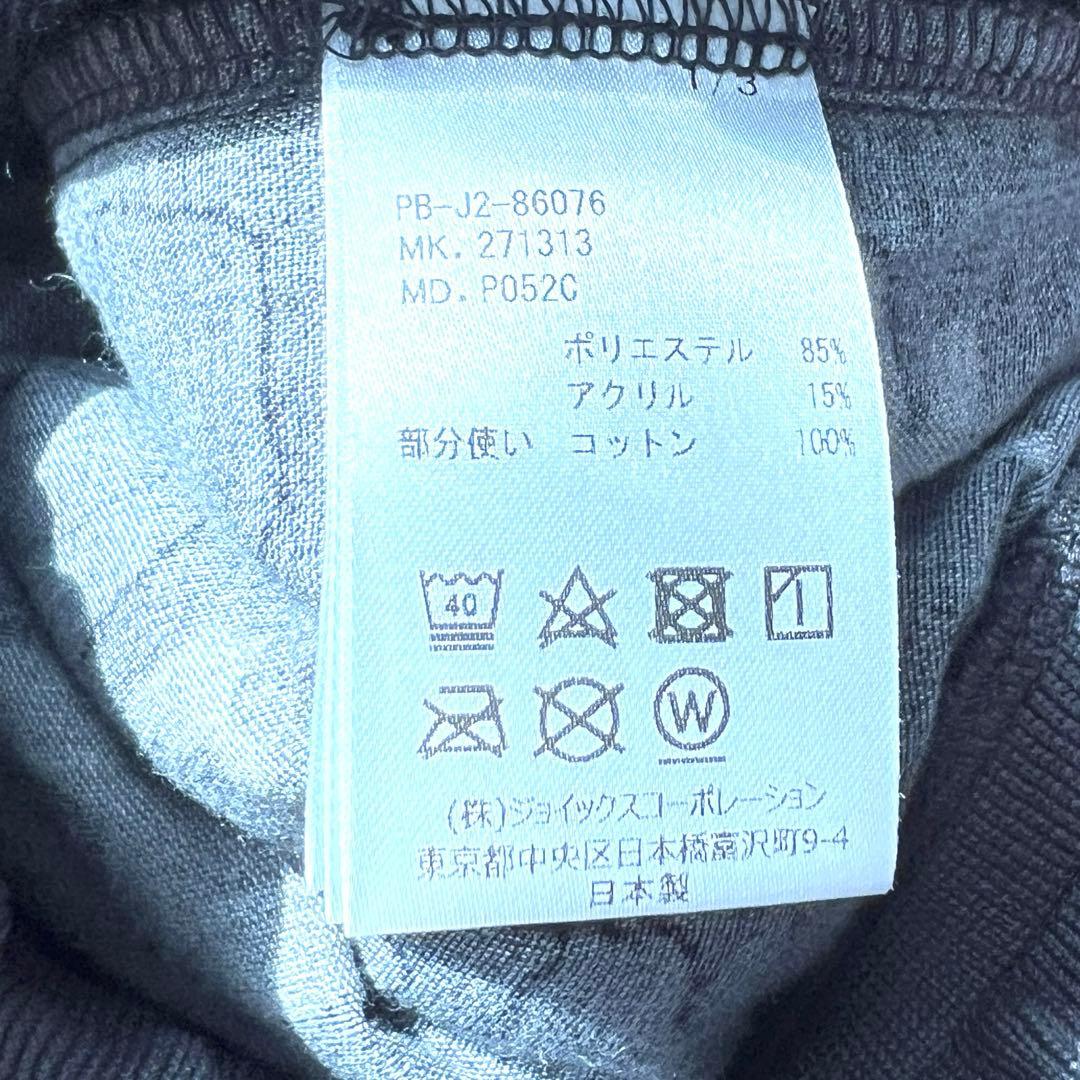 1/3
PB-J2-86076
MK. 271313
MD. P052C
ポリエステル 85%
アクリル 15%
部分使い コットン 100%
40
W
(株)ジョイックスコーポレーション
東京都中央区日本橋富沢町9-4
日本製